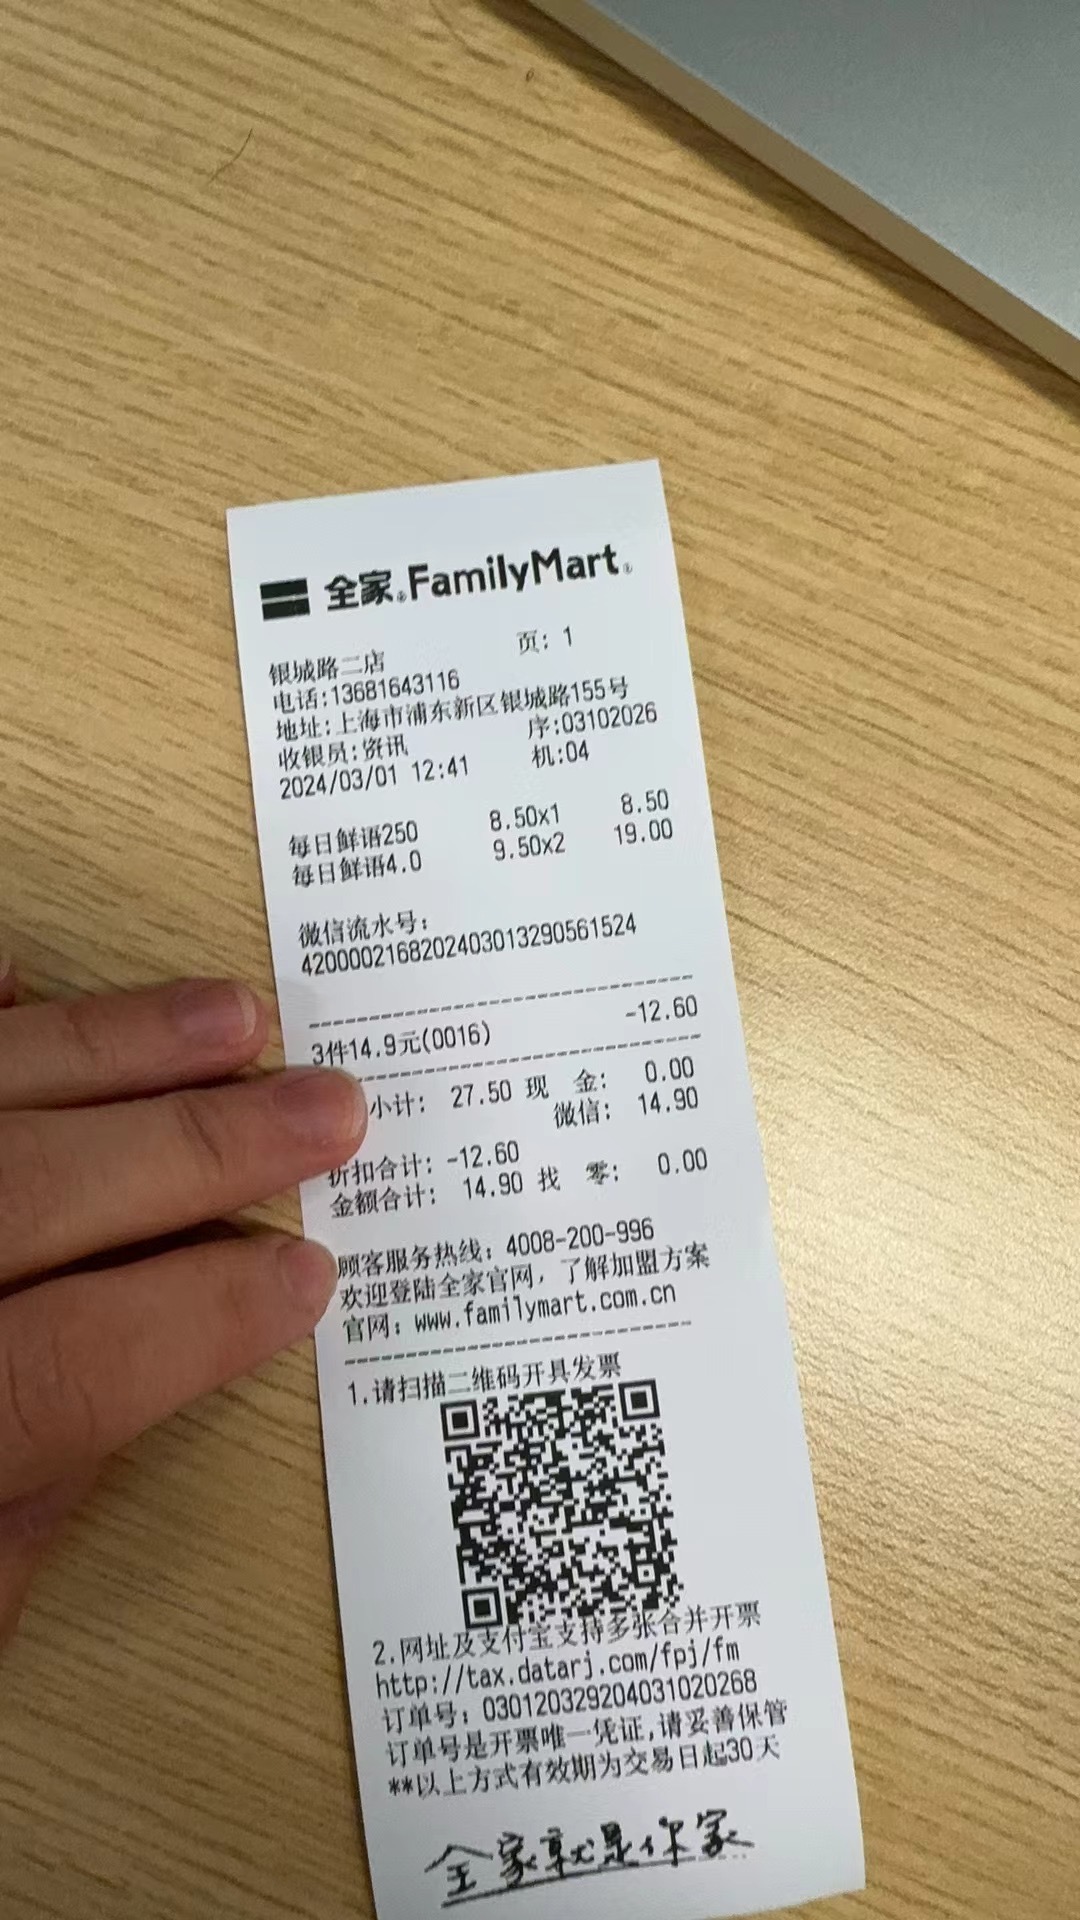 全家 FamilyMart
页: 1
银城路二店
电话:13681643116
地址:上海市浦东新区银城路155号
收银员:资讯 序:03102026
2024/03/01 12:41 机:04
每日鲜语250 8.50x1 8.50
每日鲜语4.0 9.50x2 19.00
微信流水号:
4200002168202403013290561524
3件14.9元(0016) -12.60
小计: 27.50 现 金: 0.00
微信: 14.90
折扣合计: -12.60
金额合计: 14.90 找 零: 0.00
顾客服务热线: 4008-200-996
欢迎登陆全家官网,了解加盟方案
官网: www.familymart.com.cn
1.请扫描二维码开具发票
2.网址及支付宝支持多张合并开票
http://tax.datarj.com/fpj/fm
订单号: 0301203292040310202​68
订单号是开票唯一凭证,请妥善保管
**以上方式有效期为交易日起30天
全家就是你家